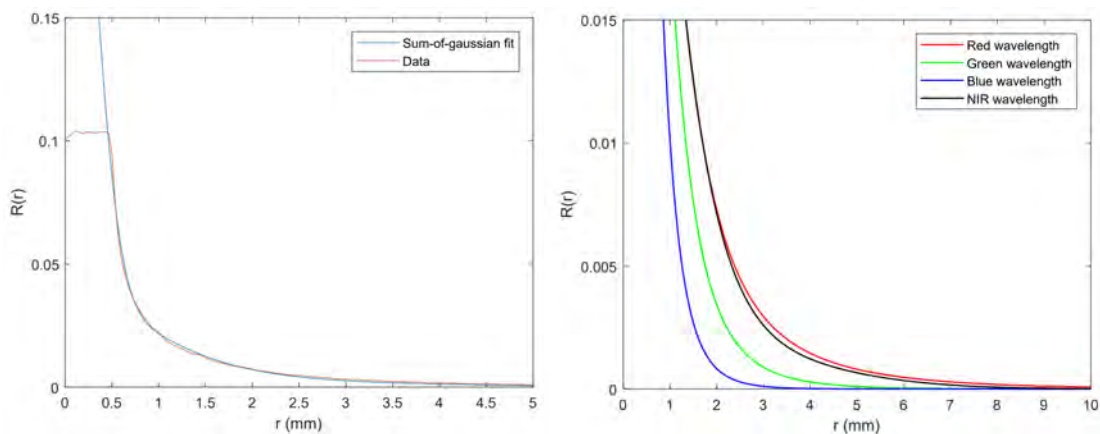 0.15
0.1
0.05
0
R(r)
0 0.5 1 1.5 2 2.5 3 3.5 4 4.5 5
r (mm)
Sum-of-gaussian fit
Data
0.015
0.01
0.005
0
R(r)
0 1 2 3 4 5 6 7 8 9 10
r (mm)
Red wavelength
Green wavelength
Blue wavelength
NIR wavelength